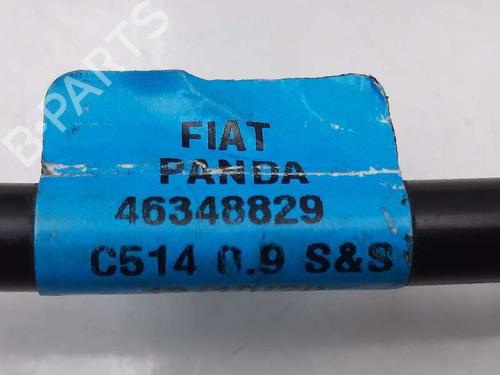 B-PARTS
FIAT
PANDA
46348829
C514 0.9 S&S